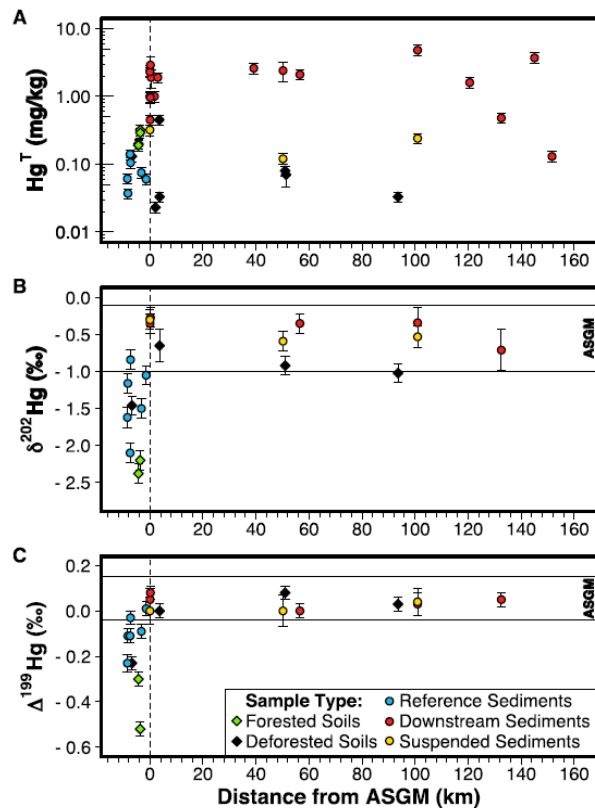 A
Hg^T (mg/kg)
10.0
1.00
0.10
0.01
0 20 40 60 80 100 120 140 160
B
δ²⁰²Hg (‰)
0.0
- 0.5
- 1.0
- 1.5
- 2.0
- 2.5
ASGM
0 20 40 60 80 100 120 140 160
C
Δ¹⁹⁹Hg (‰)
0.2
0.0
- 0.2
- 0.4
- 0.6
ASGM
Sample Type: Reference Sediments
Forested Soils Downstream Sediments
Deforested Soils Suspended Sediments
0 20 40 60 80 100 120 140 160
Distance from ASGM (km)